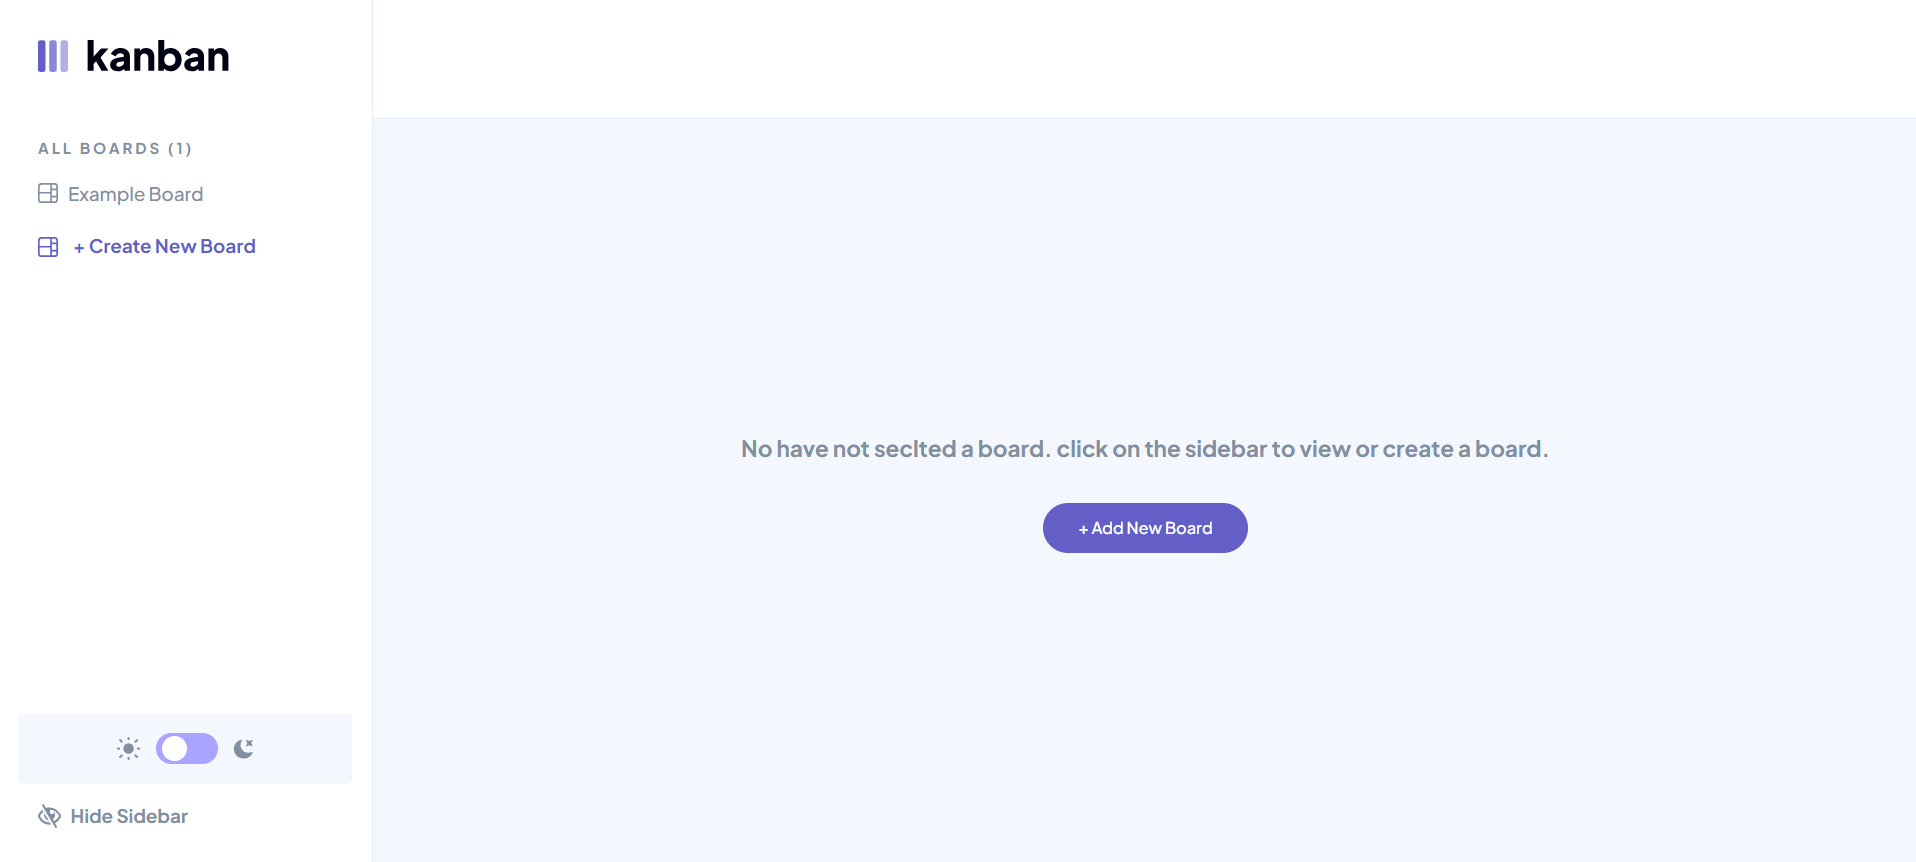 kanban
ALL BOARDS (1)
Example Board
+ Create New Board
No have not seclted a board. click on the sidebar to view or create a board.
+ Add New Board
Hide Sidebar